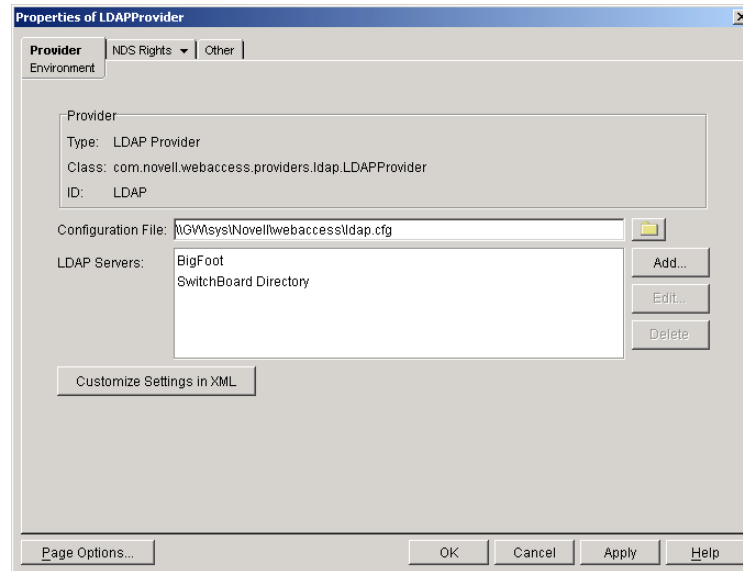 Properties of LDAPProvider
Provider
NDS Rights
Other
Environment
Provider
Type: LDAP Provider
Class: com.novell.webaccess.providers.ldap.LDAPProvider
ID: LDAP
Configuration File: \\GW\sys\Novell\webaccess\ldap.cfg
LDAP Servers:
BigFoot
SwitchBoard Directory
Add...
Edit...
Delete
Customize Settings in XML
Page Options...
OK
Cancel
Apply
Help